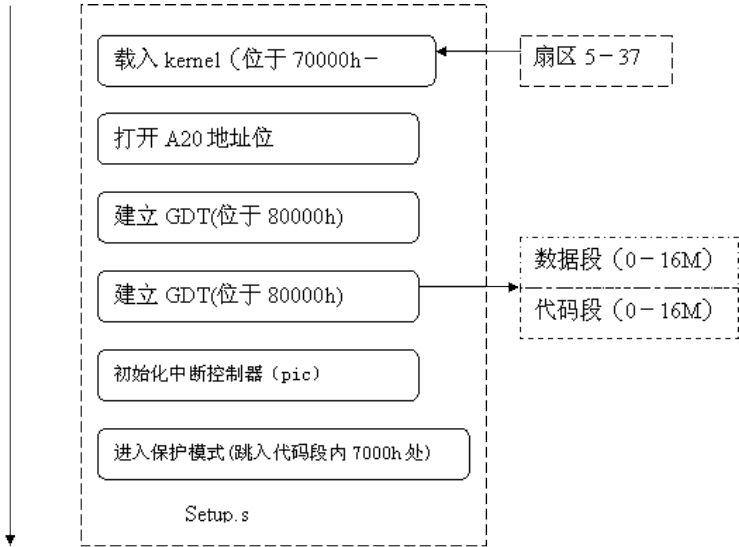 载入 kernel（位于 70000h－
扇区 5－37
打开 A20 地址位
建立 GDT(位于 80000h)
建立 GDT(位于 80000h)
数据段（0－16M）
代码段（0－16M）
初始化中断控制器（pic）
进入保护模式(跳入代码段内 7000h 处)
Setup.s